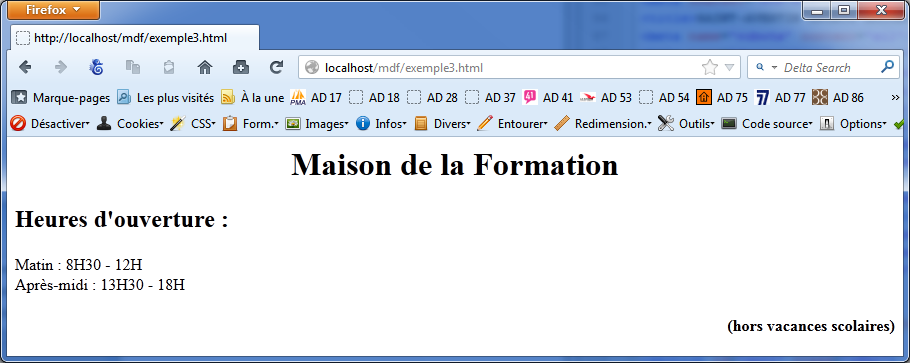 Firefox
http://localhost/mdf/exemple3.html
localhost/mdf/exemple3.html
Delta Search
Marque-pages Les plus visités À la une PMA AD 17 AD 18 AD 28 AD 37 41 AD 41 AD 53 AD 54 AD 75 77 AD 77 AD 86 »
Désactiver Cookies CSS Form. Images Infos Divers Entourer Redimension. Outils Code source Options
Maison de la Formation
Heures d'ouverture :
Matin : 8H30 - 12H
Après-midi : 13H30 - 18H
(hors vacances scolaires)